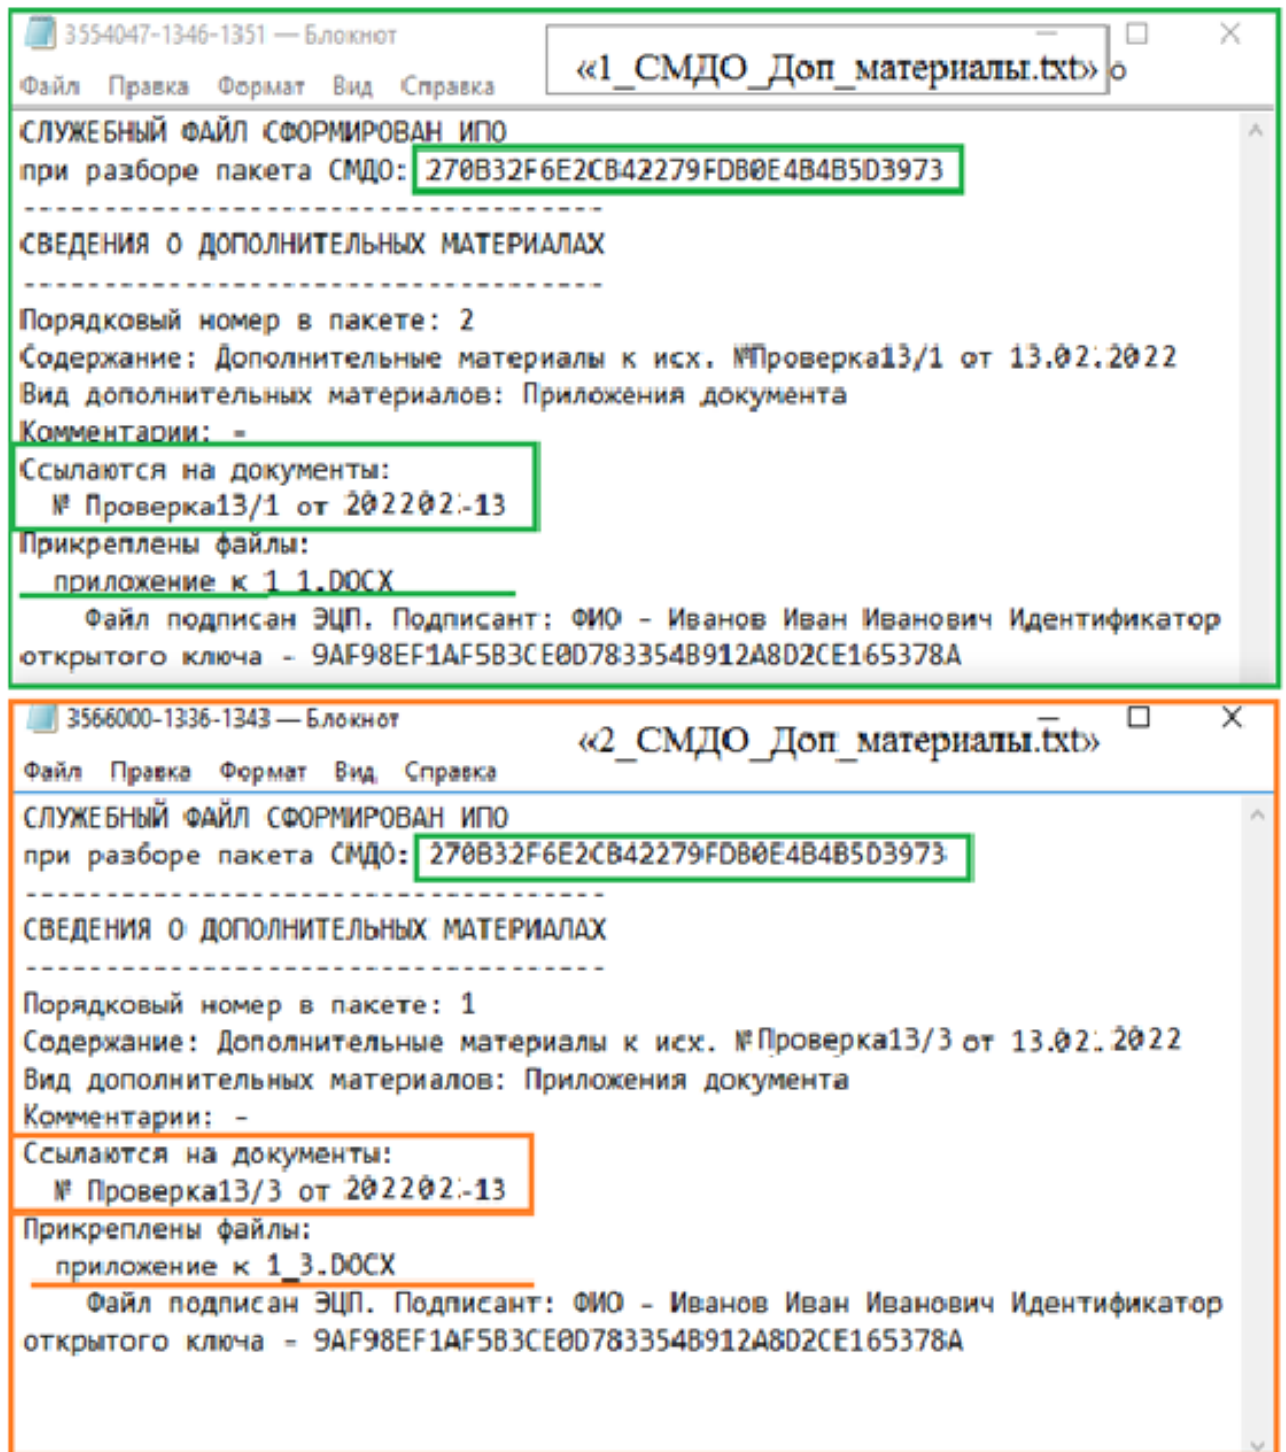 3554047-1346-1351 — Блокнот
«1_СМДО_Доп_материалы.txt» о
Файл Правка Формат Вид Справка
СЛУЖЕБНЫЙ ФАЙЛ СФОРМИРОВАН ИПО
при разборе пакета СМДО: 270B32F6E2CB42279FDB0E4B4B5D3973
-------------------------------------
СВЕДЕНИЯ О ДОПОЛНИТЕЛЬНЫХ МАТЕРИАЛАХ
-------------------------------------
Порядковый номер в пакете: 2
Содержание: Дополнительные материалы к исх. №Проверка13/1 от 13.02.2022
Вид дополнительных материалов: Приложения документа
Комментарии: -
Ссылаются на документы:
№ Проверка13/1 от 202202-13
Прикреплены файлы:
приложение к 1_1.DOCX
Файл подписан ЭЦП. Подписант: ФИО - Иванов Иван Иванович Идентификатор
открытого ключа - 9AF98EF1AF5B3CE0D783354B912A8D2CE165378A
3566000-1336-1343 — Блокнот
«2_СМДО_Доп_материалы.txt»
Файл Правка Формат Вид Справка
СЛУЖЕБНЫЙ ФАЙЛ СФОРМИРОВАН ИПО
при разборе пакета СМДО: 270B32F6E2CB42279FDB0E4B4B5D3973
-------------------------------------
СВЕДЕНИЯ О ДОПОЛНИТЕЛЬНЫХ МАТЕРИАЛАХ
-------------------------------------
Порядковый номер в пакете: 1
Содержание: Дополнительные материалы к исх. №Проверка13/3 от 13.02.2022
Вид дополнительных материалов: Приложения документа
Комментарии: -
Ссылаются на документы:
№ Проверка13/3 от 202202-13
Прикреплены файлы:
приложение к 1_3.DOCX
Файл подписан ЭЦП. Подписант: ФИО - Иванов Иван Иванович Идентификатор
открытого ключа - 9AF98EF1AF5B3CE0D783354B912A8D2CE165378A